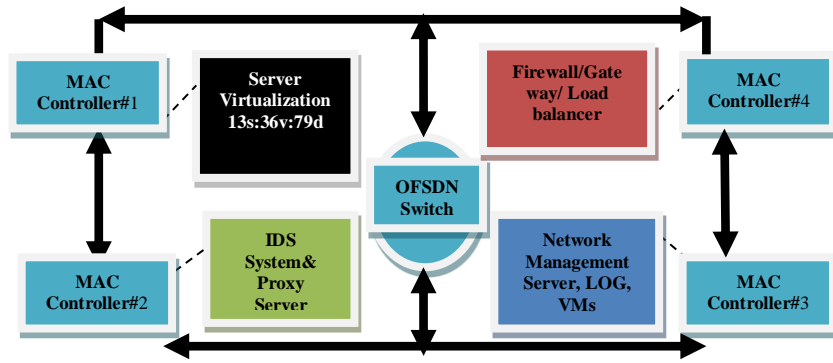 MAC
Controller#1
Server
Virtualization
13s:36v:79d
Firewall/Gate
way/ Load
balancer
MAC
Controller#4
OFSDN
Switch
MAC
Controller#2
IDS
System&
Proxy
Server
Network
Management
Server, LOG,
VMs
MAC
Controller#3